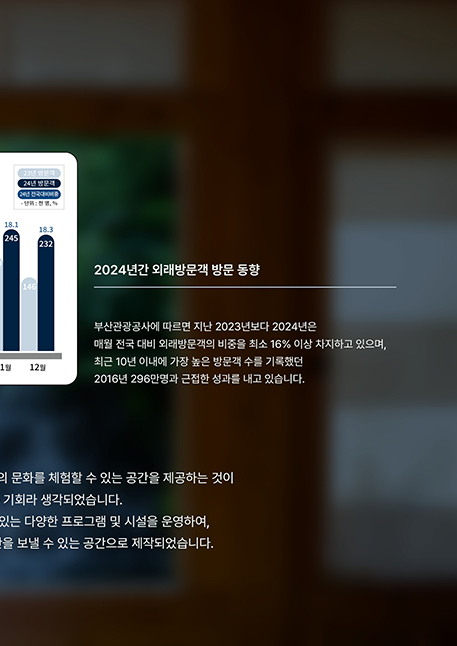 23년 방문객
24년 방문객
24년 전국대비비중
- 단위 : 천 명, %
18.1
245
18.3
232
146
1월
12월
2024년간 외래방문객 방문 동향
부산관광공사에 따르면 지난 2023년보다 2024년은
매월 전국 대비 외래방문객의 비중을 최소 16% 이상 차지하고 있으며,
최근 10년 이내에 가장 높은 방문객 수를 기록했던
2016년 296만명과 근접한 성과를 내고 있습니다.
의 문화를 체험할 수 있는 공간을 제공하는 것이
기회라 생각되었습니다.
있는 다양한 프로그램 및 시설을 운영하여,
을 보낼 수 있는 공간으로 제작되었습니다.